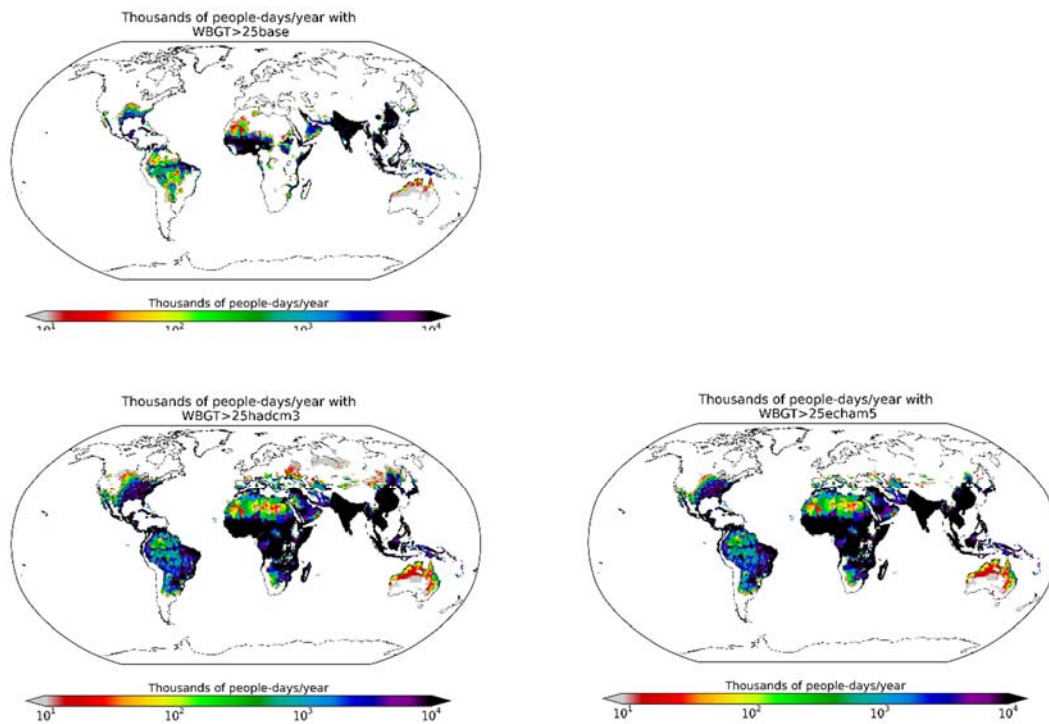 Thousands of people-days/year with
WBGT>25base
Thousands of people-days/year
10¹ 10² 10³ 10⁴
Thousands of people-days/year with
WBGT>25hadcm3
Thousands of people-days/year
10¹ 10² 10³ 10⁴
Thousands of people-days/year with
WBGT>25echam5
Thousands of people-days/year
10¹ 10² 10³ 10⁴